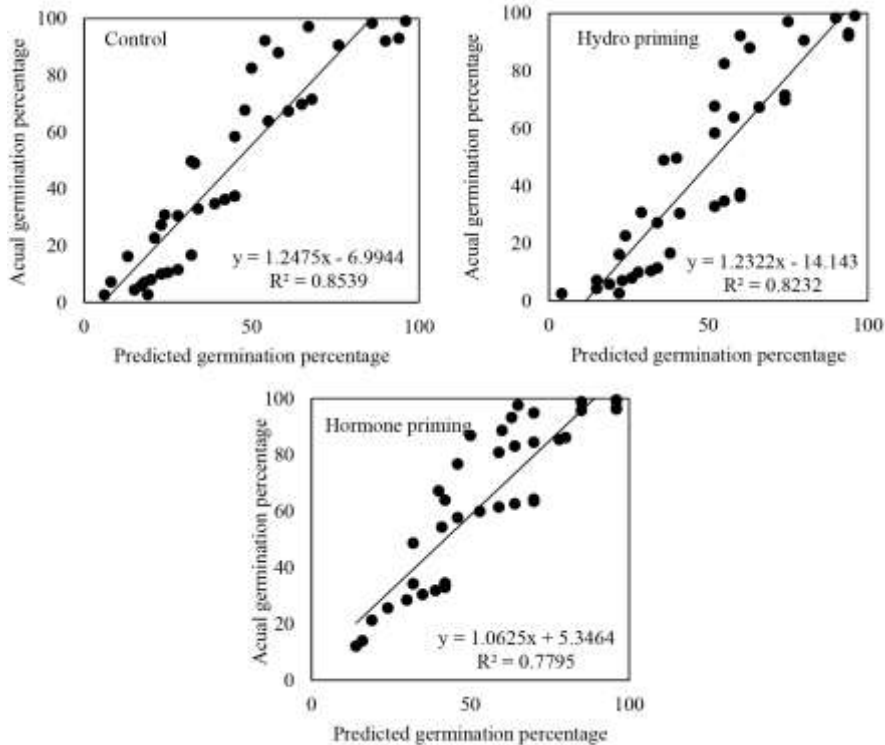 Control
Acual germination percentage
100
80
60
40
20
0
y = 1.2475x - 6.9944
R² = 0.8539
0
50
100
Predicted germination percentage
Hydro priming
Acual germination percentage
100
80
60
40
20
0
y = 1.2322x - 14.143
R² = 0.8232
0
50
100
Predicted germination percentage
Hormone priming
Acual germination percentage
100
80
60
40
20
0
y = 1.0625x + 5.3464
R² = 0.7795
0
100
Predicted germination percentage